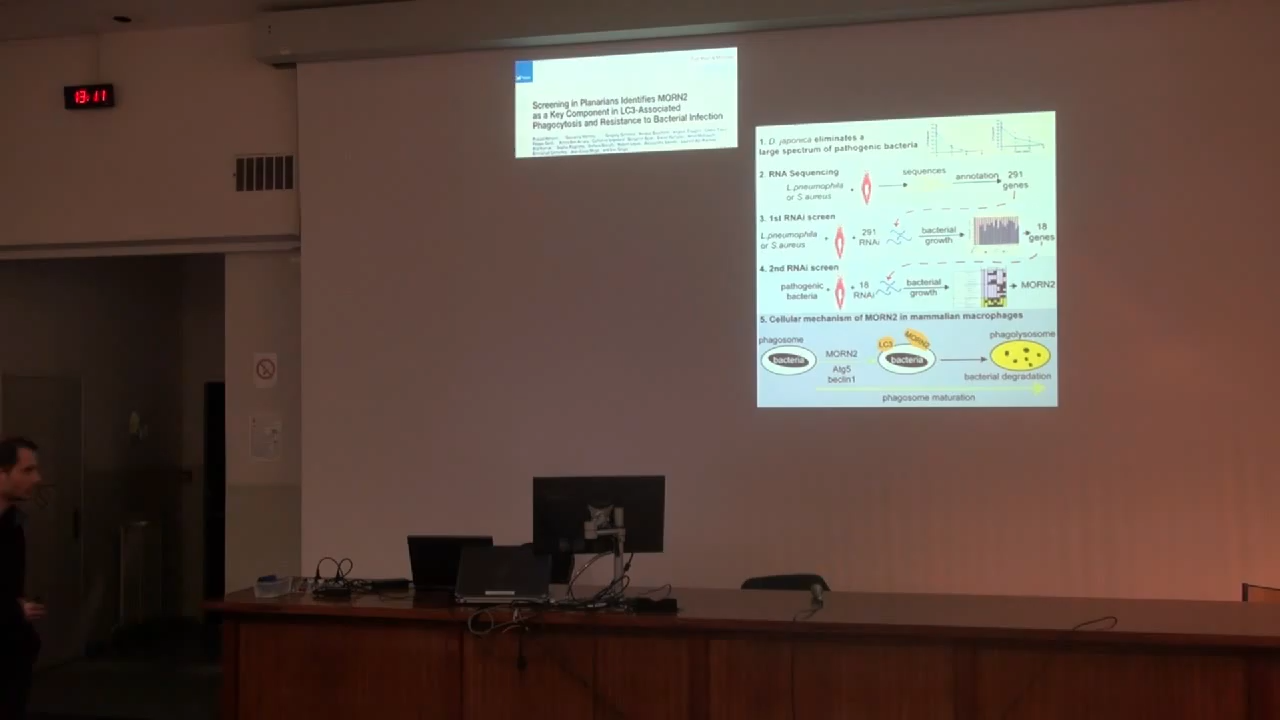 13:11
Screening in Planarians Identifies MORN2
as a Key Component in LC3-Associated
Phagocytosis and Resistance to Bacterial Infection
1. D. japonica eliminates a
large spectrum of pathogenic bacteria
2. RNA Sequencing
L.pneumophila
or S aureus
sequences
annotation
291
genes
3. 1st RNAi screen
L.pneumophila
or S.aureus
291
RNAi
bacterial
growth
18
genes
4. 2nd RNAi screen
pathogenic
bacteria
18
RNAi
bacterial
growth
MORN2
5. Cellular mechanism of MORN2 in mammalian macrophages
phagosome
bacteria
MORN2
Atg5
beclin1
LC3
MORN2
bacteria
phagolysosome
bacterial degradation
phagosome maturation